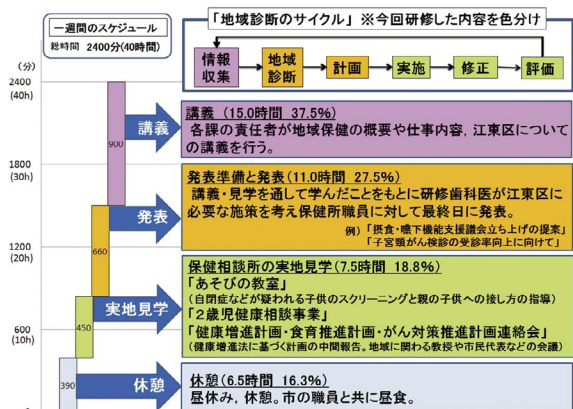 一週間のスケジュール
総時間 2400分(40時間)
「地域診断のサイクル」 ※今回研修した内容を色分け
情報
収集
地域
診断
計画
実施
修正
評価
(分)
2400
(40h)
1800
(30h)
1200
(20h)
600
(10h)
900
660
450
390
講義
講義 (15.0時間 37.5%)
各課の責任者が地域保健の概要や仕事内容, 江東区について
の講義を行う。
発表
発表準備と発表(11.0時間 27.5%)
講義・見学を通して学んだことをもとに研修歯科医が江東区に
必要な施策を考え保健所職員に対して最終日に発表。
例)「摂食・嚥下機能支援議会立ち上げの提案」
「子宮頸がん検診の受診率向上に向けて」
実地見学
保健相談所の実地見学(7.5時間 18.8%)
「あそびの教室」
(自閉症などが疑われる子供のスクリーニングと親の子供への接し方の指導)
「2歳児健康相談事業」
「健康増進計画・食育推進計画・がん対策推進計画連絡会」
(健康増進法に基づく計画の中間報告。地域に関わる教授や市民代表などの会議)
休憩
休憩(6.5時間 16.3%)
昼休み, 休憩。市の職員と共に昼食。